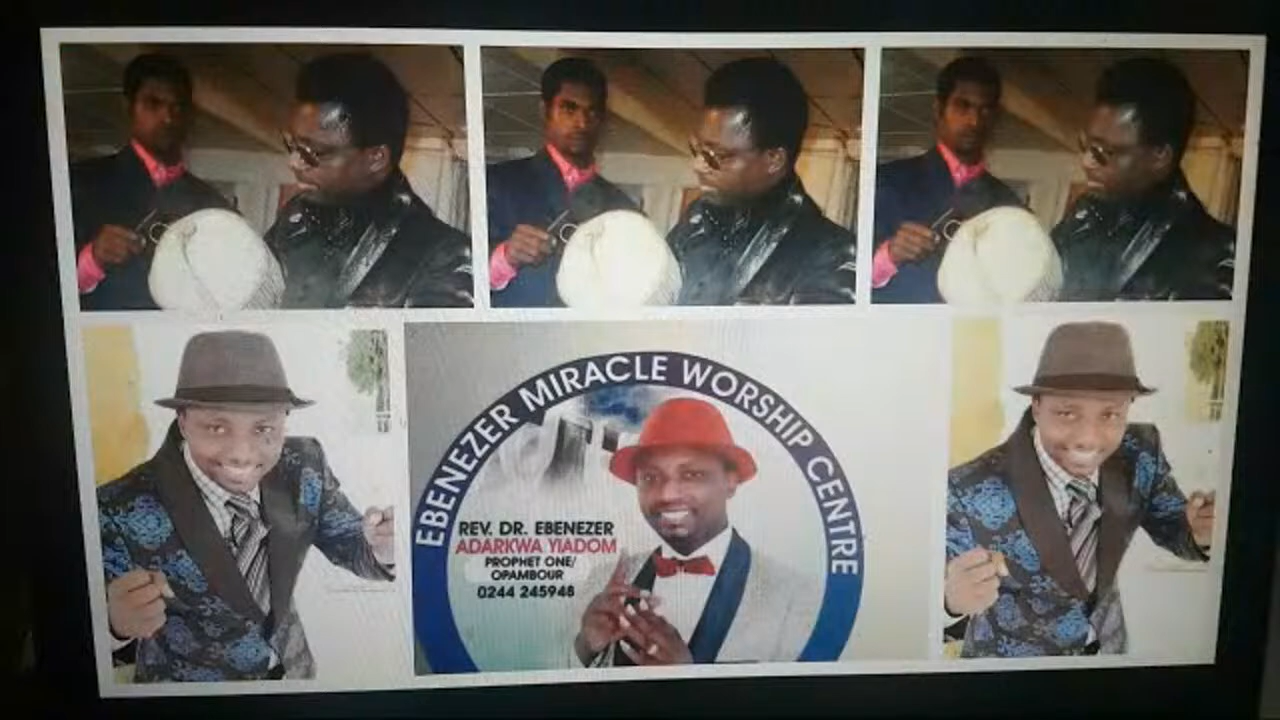 EBENEZER MIRACLE WORSHIP CENTRE
REV. DR. EBENEZER
ADARKWA YIADOM
PROPHET ONE/
OPAMBOUR
0244 245948